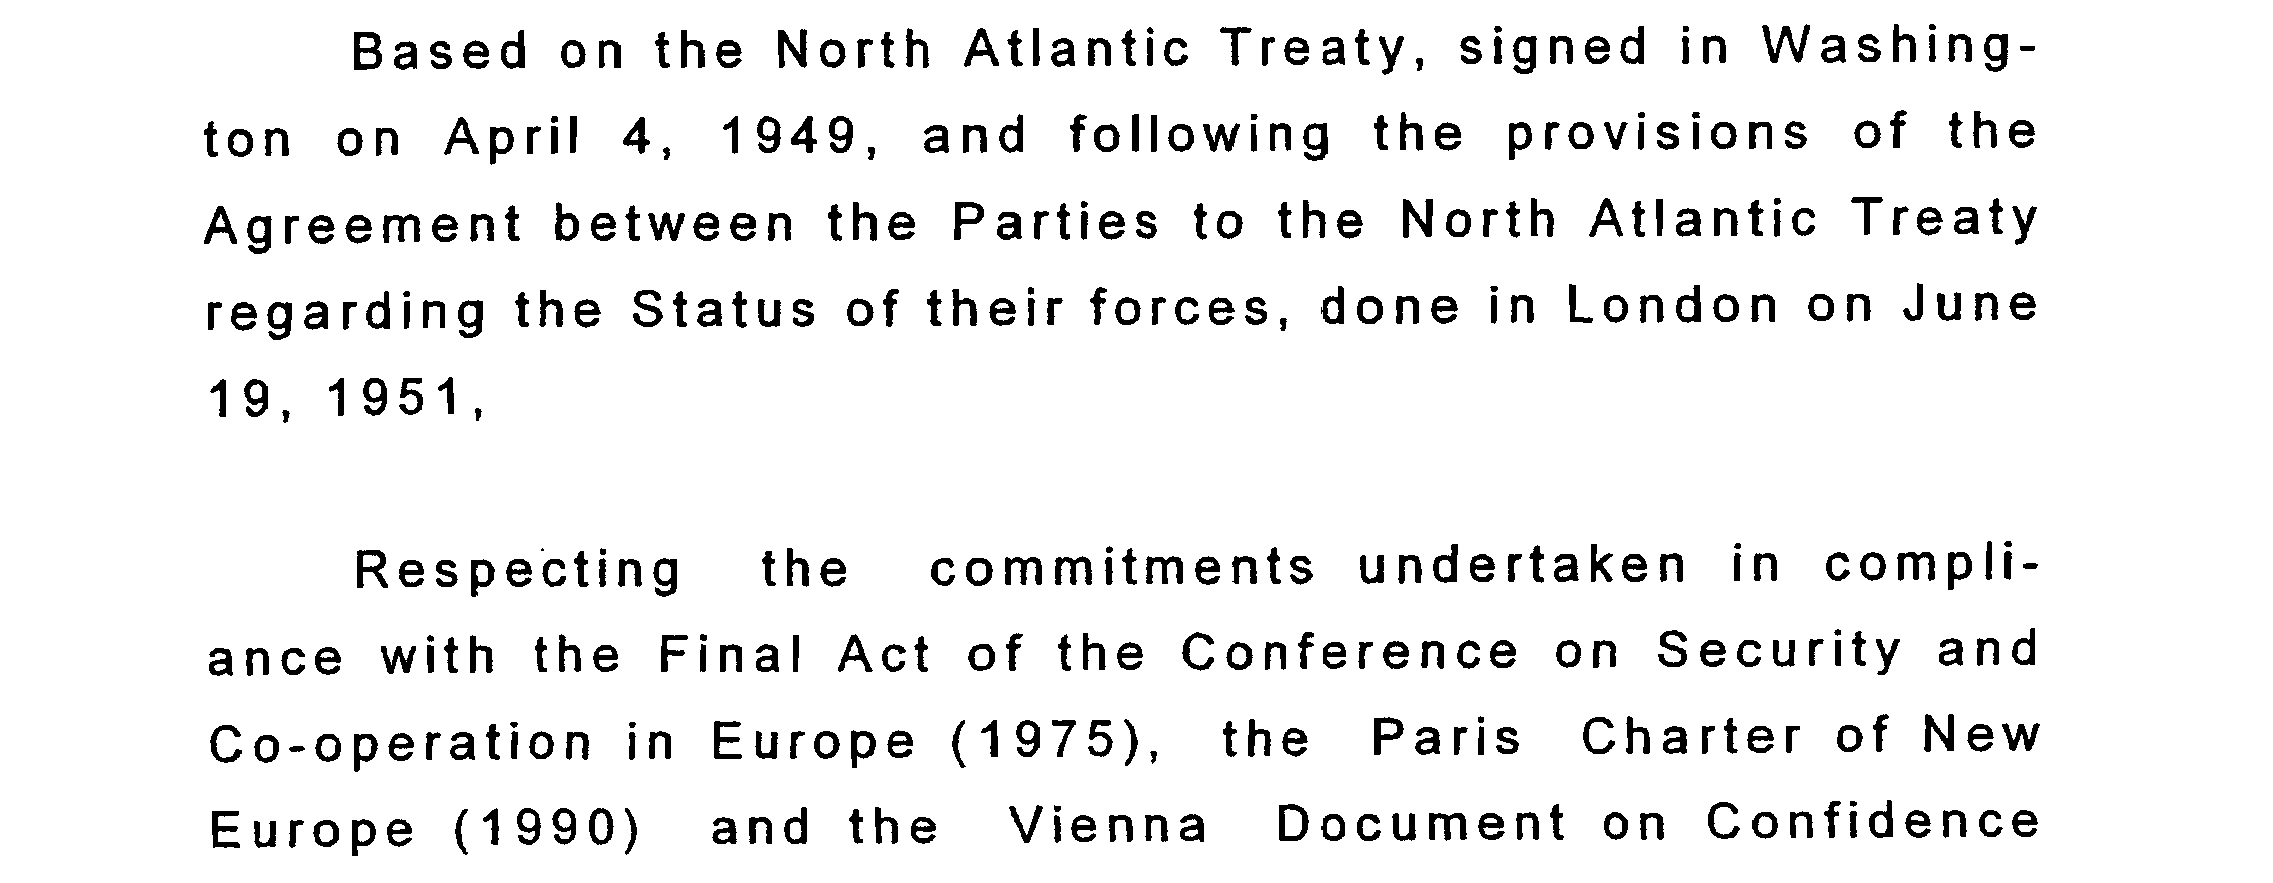 Based on the North Atlantic Treaty, signed in Washing-
ton on April 4, 1949, and following the provisions of the
Agreement between the Parties to the North Atlantic Treaty
regarding the Status of their forces, done in London on June
19, 1951,
Respecting the commitments undertaken in compli-
ance with the Final Act of the Conference on Security and
Co-operation in Europe (1975), the Paris Charter of New
Europe (1990) and the Vienna Document on Confidence